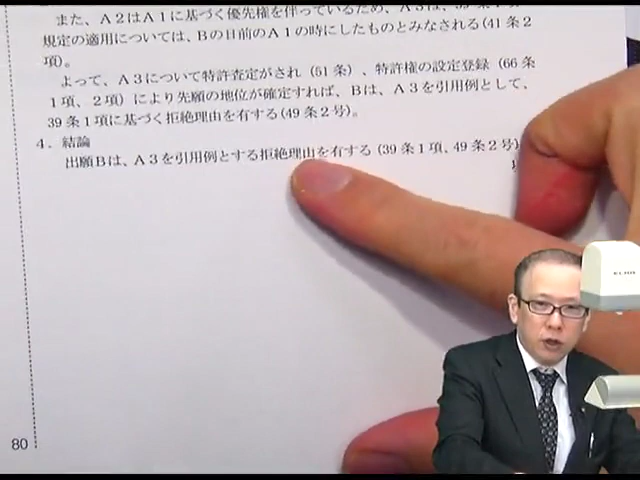 また、A2はA1に基づく優先権を伴っているため、A3は、39条1
規定の適用については、Bの日前のA1の時にしたものとみなされる(41条2
項)。
よって、A3について特許査定がされ(51条)、特許権の設定登録(66条
1項、2項)により先願の地位が確定すれば、Bは、A3を引用例として、
39条1項に基づく拒絶理由を有する(49条2号)。
4．結論
出願Bは、A3を引用例とする拒絶理由を有する(39条1項、49条2号)
80
ELMO